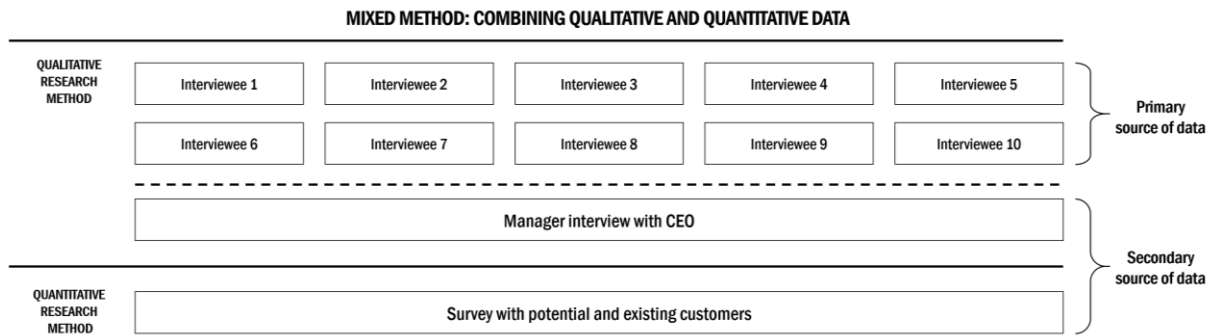 MIXED METHOD: COMBINING QUALITATIVE AND QUANTITATIVE DATA
QUALITATIVE
RESEARCH
METHOD
Interviewee 1
Interviewee 2
Interviewee 3
Interviewee 4
Interviewee 5
Interviewee 6
Interviewee 7
Interviewee 8
Interviewee 9
Interviewee 10
Primary
source of data
Manager interview with CEO
Secondary
source of data
QUANTITATIVE
RESEARCH
METHOD
Survey with potential and existing customers